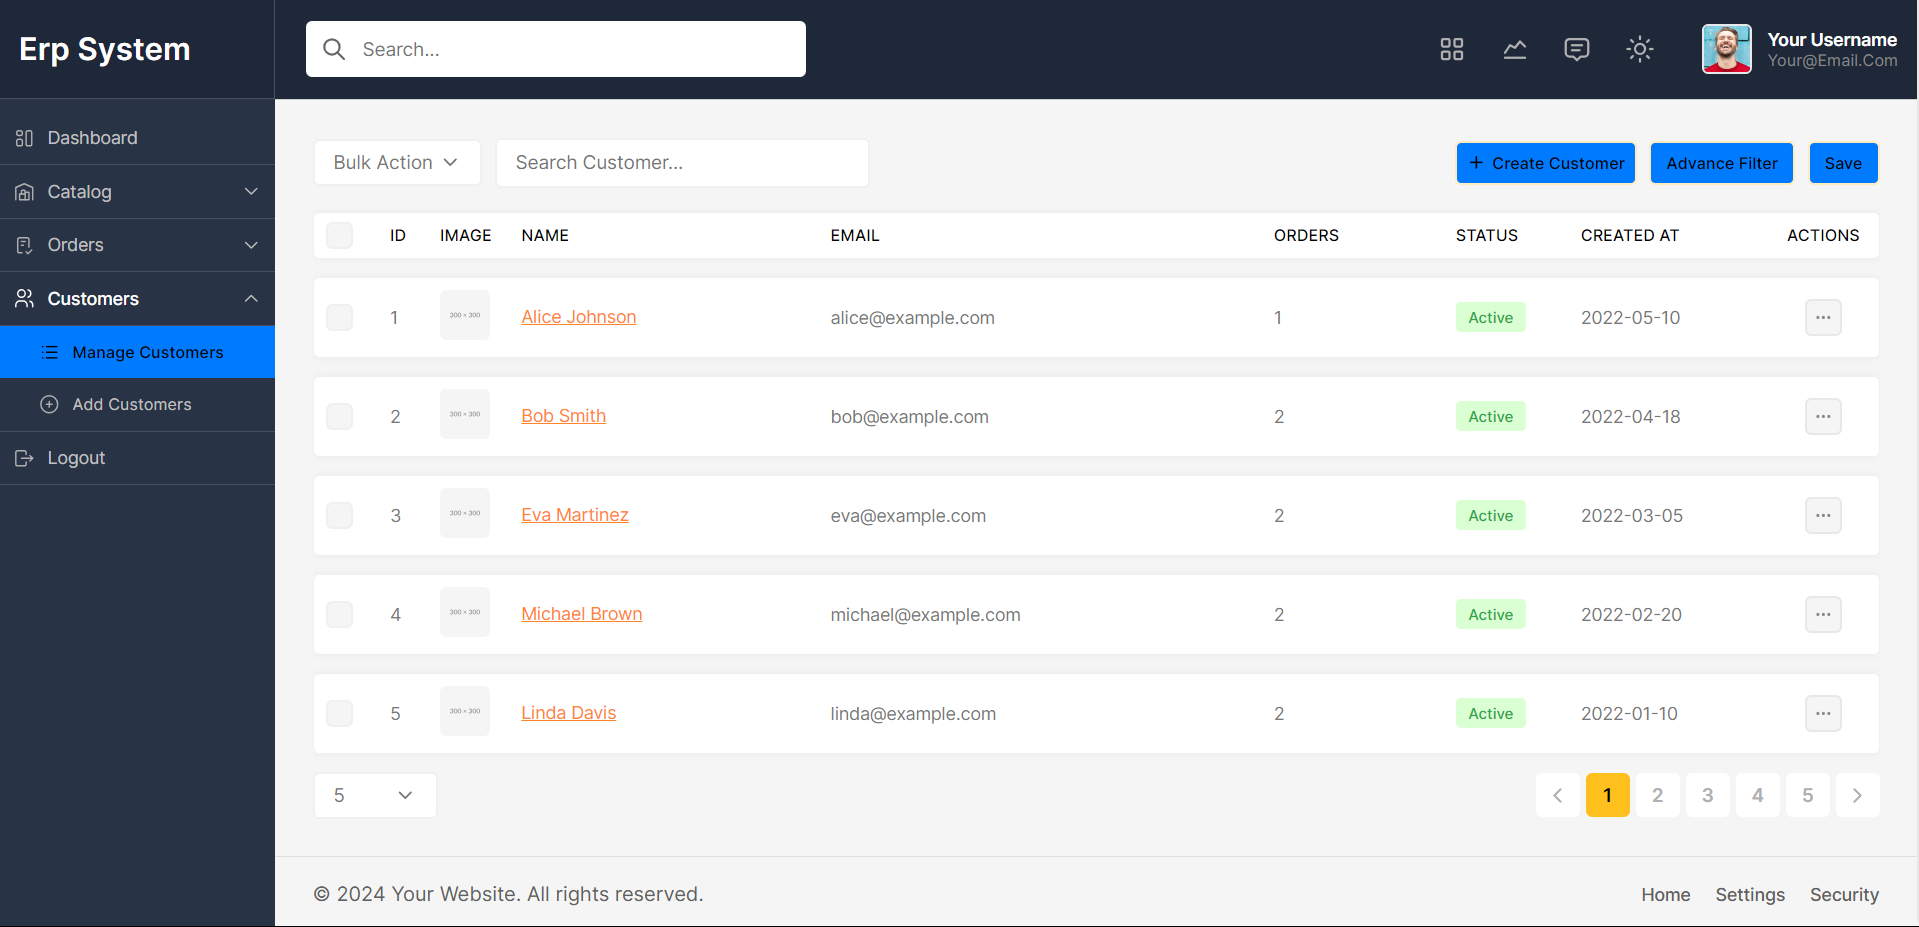 Erp System
Search...
Your Username
Your@Email.Com
Dashboard
Catalog
Orders
Customers
Manage Customers
Add Customers
Logout
Bulk Action
Search Customer...
+ Create Customer
Advance Filter
Save
ID IMAGE NAME EMAIL ORDERS STATUS CREATED AT ACTIONS
1 300 × 300 Alice Johnson alice@example.com 1 Active 2022-05-10 ...
2 300 × 300 Bob Smith bob@example.com 2 Active 2022-04-18 ...
3 300 × 300 Eva Martinez eva@example.com 2 Active 2022-03-05 ...
4 300 × 300 Michael Brown michael@example.com 2 Active 2022-02-20 ...
5 300 × 300 Linda Davis linda@example.com 2 Active 2022-01-10 ...
5
1 2 3 4 5
© 2024 Your Website. All rights reserved.
Home Settings Security